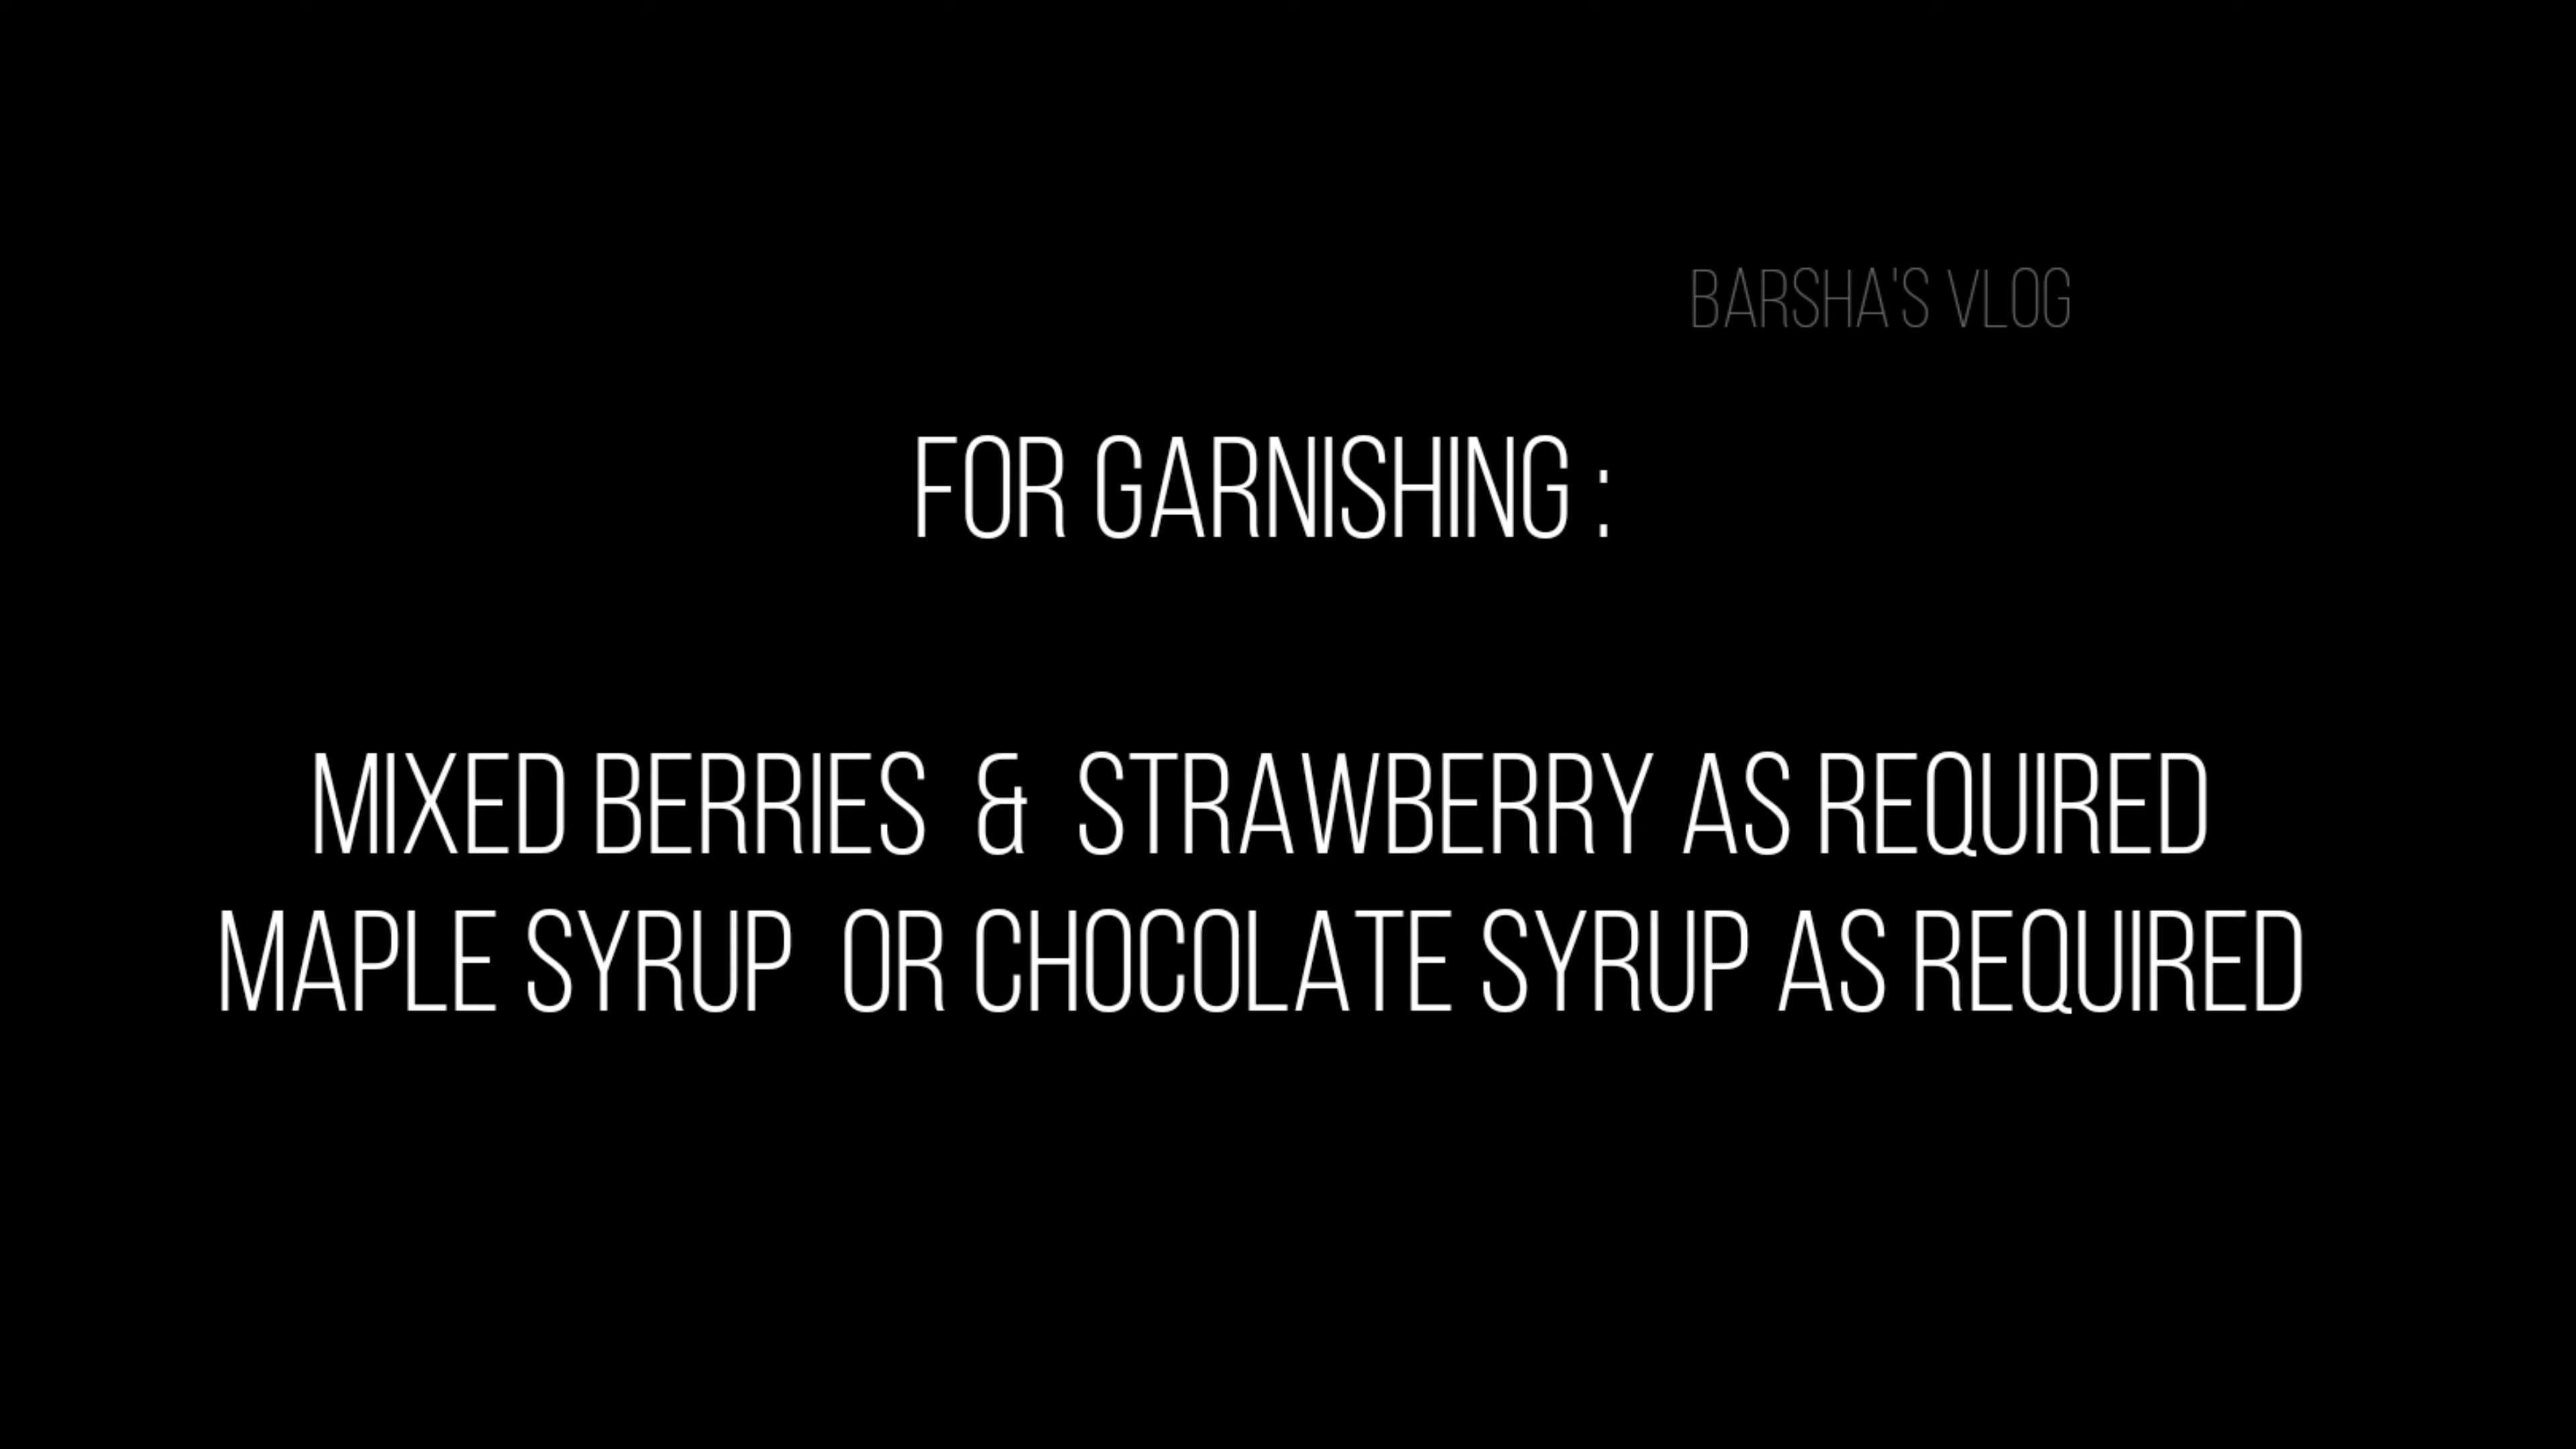 BARSHA'S VLOG
FOR GARNISHING :
MIXED BERRIES & STRAWBERRY AS REQUIRED
MAPLE SYRUP OR CHOCOLATE SYRUP AS REQUIRED